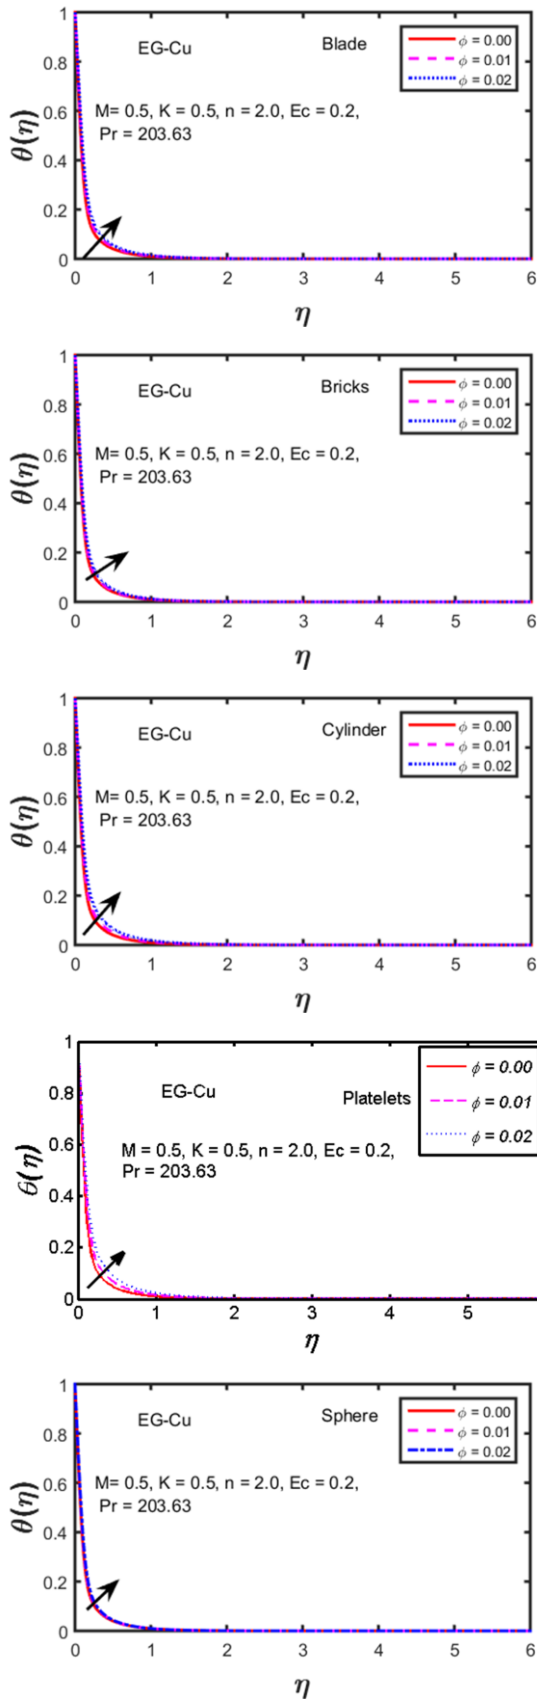 1
EG-Cu
Blade
ϕ = 0.00
ϕ = 0.01
ϕ = 0.02
0.8
M= 0.5, K = 0.5, n = 2.0, Ec = 0.2,
Pr = 203.63
0.6
θ(η)
0.4
0.2
0
0 1 2 3 4 5 6
η
1
EG-Cu
Bricks
ϕ = 0.00
ϕ = 0.01
ϕ = 0.02
0.8
M= 0.5, K = 0.5, n = 2.0, Ec = 0.2,
Pr = 203.63
0.6
θ(η)
0.4
0.2
0
0 1 2 3 4 5 6
η
1
EG-Cu
Cylinder
ϕ = 0.00
ϕ = 0.01
ϕ = 0.02
0.8
M= 0.5, K = 0.5, n = 2.0, Ec = 0.2,
Pr = 203.63
0.6
θ(η)
0.4
0.2
0
0 1 2 3 4 5 6
η
1
EG-Cu
Platelets
ϕ = 0.00
ϕ = 0.01
ϕ = 0.02
0.8
M = 0.5, K = 0.5, n = 2.0, Ec = 0.2,
Pr = 203.63
0.6
θ(η)
0.4
0.2
0
0 1 2 3 4 5
η
1
EG-Cu
Sphere
ϕ = 0.00
ϕ = 0.01
ϕ = 0.02
0.8
M= 0.5, K = 0.5, n = 2.0, Ec = 0.2,
Pr = 203.63
0.6
θ(η)
0.4
0.2
0
0 1 2 3 4 5 6
η